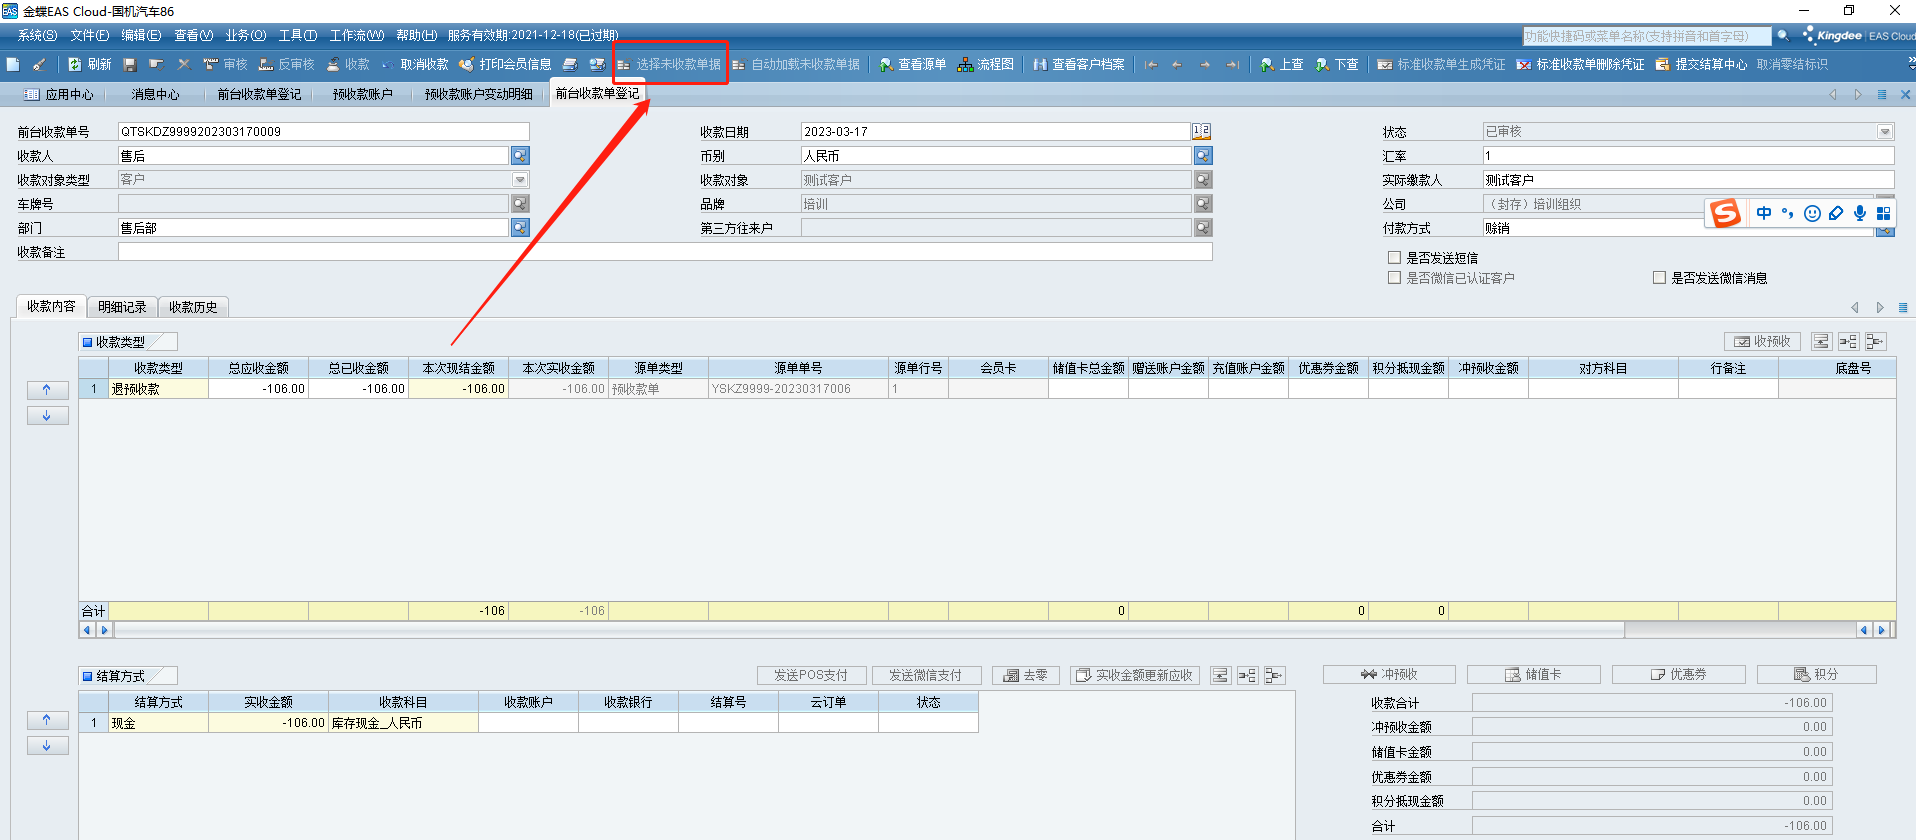 金蝶EAS Cloud-国机汽车86
系统(S) 文件(F) 编辑(E) 查看(V) 业务(O) 工具(T) 工作流(W) 帮助(H) 服务有效期:2021-12-18(已过期) 功能快捷码或菜单名称(支持拼音和首字母) Kingdee EAS Cloud
刷新 审核 反审核 收款 取消收款 打印会员信息 选择未收款单据 自动加载未收款单据 查看源单 流程图 查看客户档案 上查 下查 标准收款单生成凭证 标准收款单删除凭证 提交结算中心 取消零结标识
应用中心 消息中心 前台收款单登记 预收款账户 预收款账户变动明细 前台收款单登记
前台收款单号 QTSKDZ9999202303170009 收款日期 2023-03-17 状态 已审核
收款人 售后 币别 人民币 汇率 1
收款对象类型 客户 收款对象 测试客户 实际缴款人 测试客户
车牌号 品牌 培训 公司 (封存)培训组织
部门 售后部 第三方往来户 付款方式 赊销
中
收款备注
是否发送短信
是否微信已认证客户 是否发送微信消息
收款内容 明细记录 收款历史
收款类型 收预收
收款类型 总应收金额 总已收金额 本次现结金额 本次实收金额 源单类型 源单单号 源单行号 会员卡 储值卡总金额 赠送账户金额 充值账户金额 优惠券金额 积分抵现金额 冲预收金额 对方科目 行备注 底盘号
1 退预收款 -106.00 -106.00 -106.00 -106.00 预收款单 YSKZ9999-20230317006 1
合计 -106 -106 0 0 0
结算方式 发送POS支付 发送微信支付 去零 实收金额更新应收 冲预收 储值卡 优惠券 积分
结算方式 实收金额 收款科目 收款账户 收款银行 结算号 云订单 状态
1 现金 -106.00 库存现金_人民币
收款合计 -106.00
冲预收金额 0.00
储值卡金额 0.00
优惠券金额 0.00
积分抵现金额 0.00
合计 -106.00